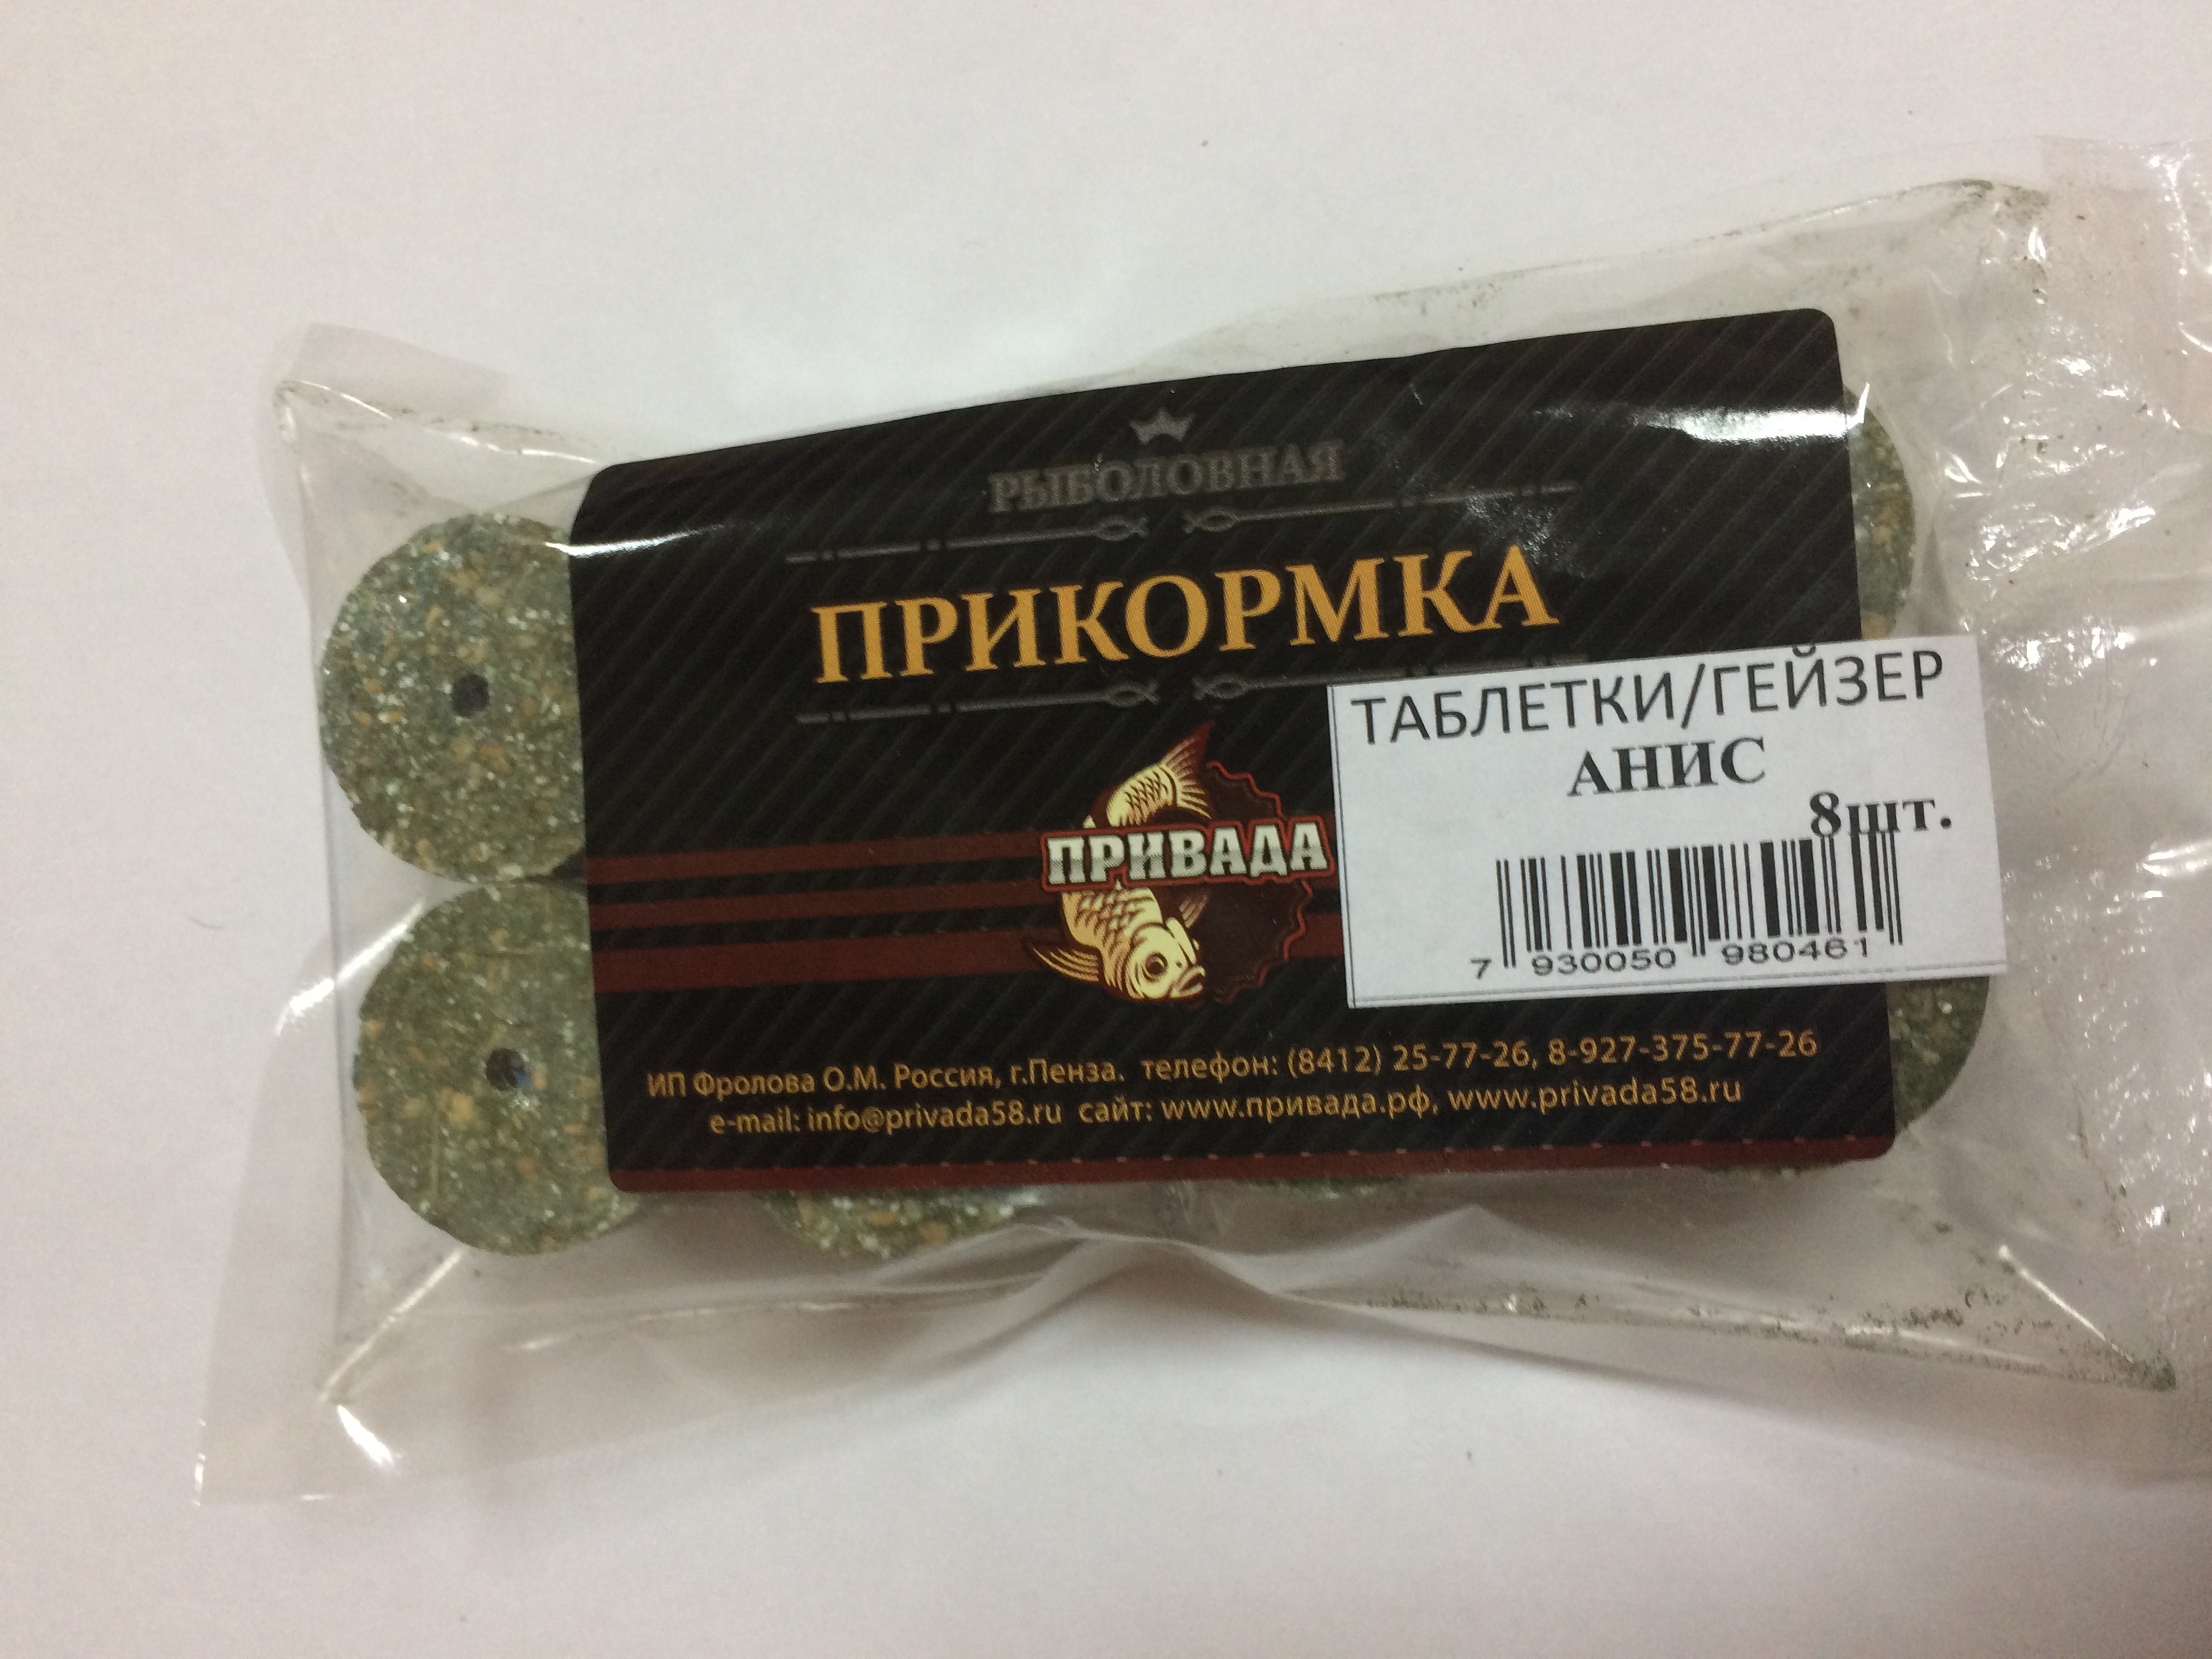 РЫБОЛОВНАЯ
ПРИКОРМКА
ТАБЛЕТКИ/ГЕЙЗЕР
АНИС
8шт.
ПРИВАДА
7 930050 980461
ИП Фролова О.М. Россия, г.Пенза. телефон: (8412) 25-77-26, 8-927-375-77-26
e-mail: info@privada58.ru сайт: www.привада.рф, www.privada58.ru